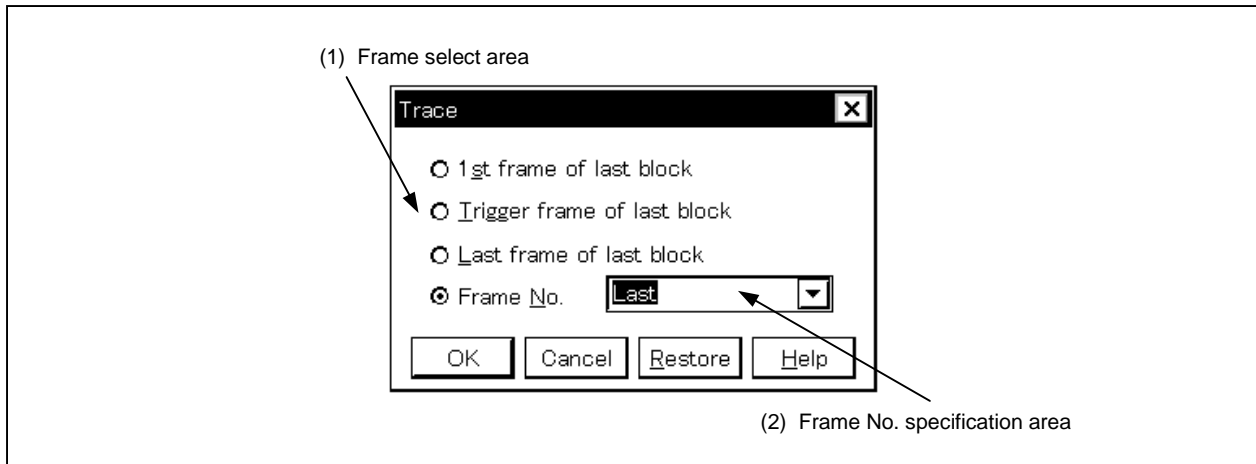 (1) Frame select area
Trace
1st frame of last block
Trigger frame of last block
Last frame of last block
Frame No. Last
OK Cancel Restore Help
(2) Frame No. specification area